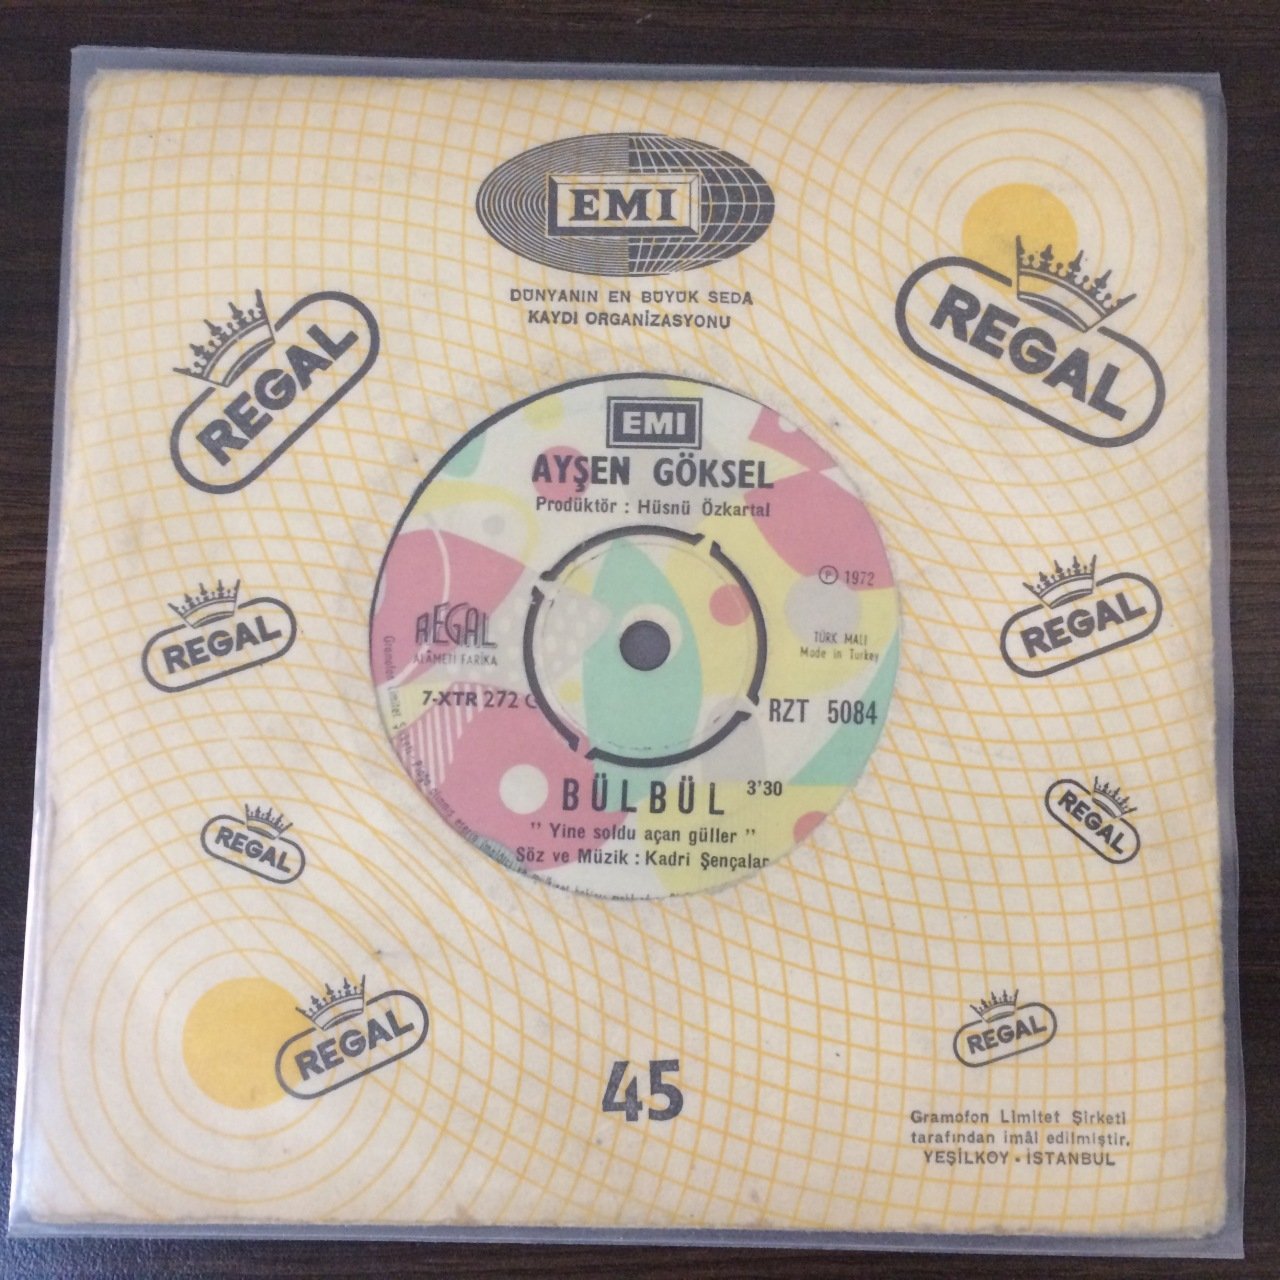 EMI
DÜNYANIN EN BÜYÜK SEDA
KAYDI ORGANİZASYONU
REGAL
REGAL
EMI
AYŞEN GÖKSEL
Prodüktör : Hüsnü Özkartal
℗ 1972
REGAL
ALÂMETİ FARİKA
TÜRK MALI
Made in Turkey
7-XTR 272
RZT 5084
BÜLBÜL 3'30
" Yine soldu açan güller "
Söz ve Müzik : Kadri Şençalar
Gramofon Limitet
REGAL
REGAL
REGAL
REGAL
REGAL
REGAL
45
Gramofon Limitet Şirketi
tarafından imâl edilmiştir.
YEŞİLKÖY - İSTANBUL